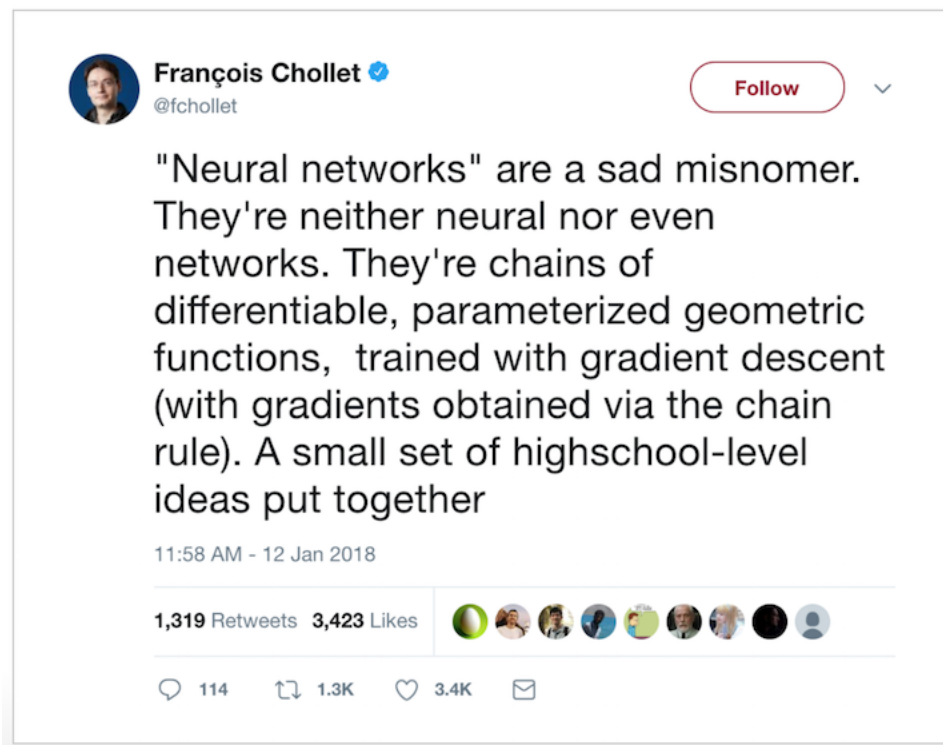 François Chollet
@fchollet
Follow
"Neural networks" are a sad misnomer.
They're neither neural nor even
networks. They're chains of
differentiable, parameterized geometric
functions,  trained with gradient descent
(with gradients obtained via the chain
rule). A small set of highschool-level
ideas put together
11:58 AM - 12 Jan 2018
1,319 Retweets 3,423 Likes
114 1.3K 3.4K